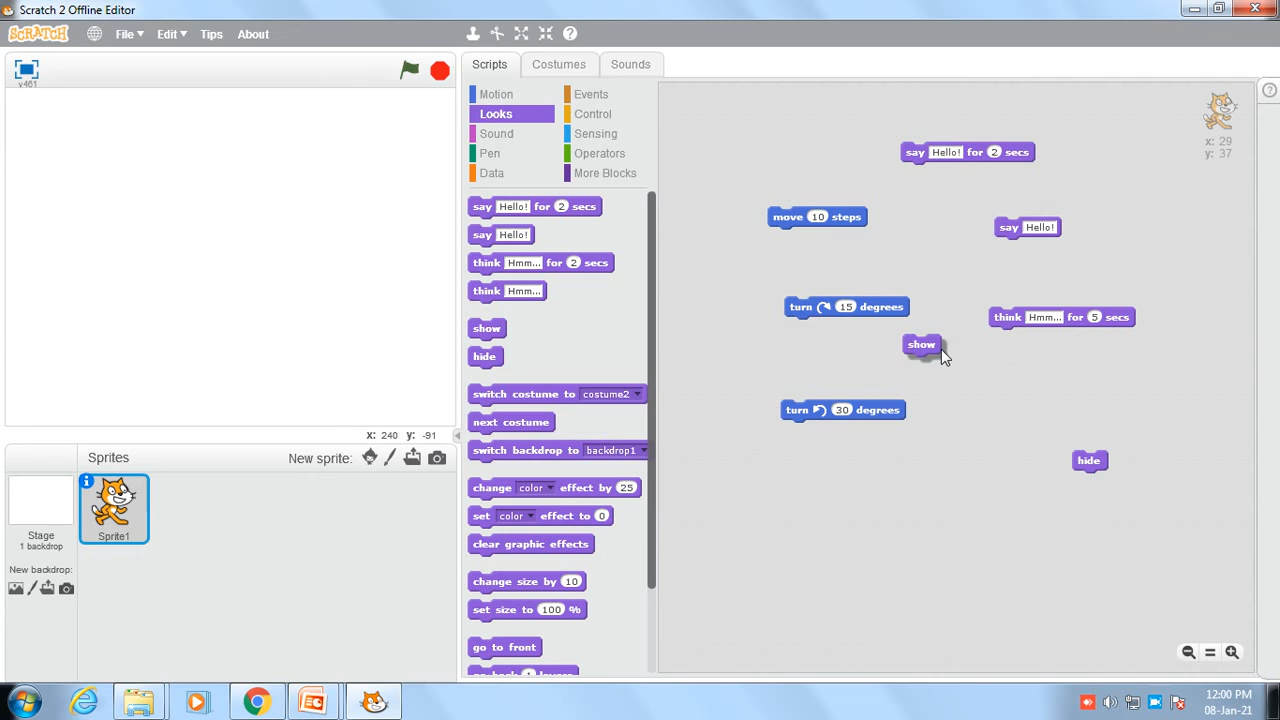 Scratch 2 Offline Editor
SCRATCH File Edit Tips About
v461
Scripts Costumes Sounds
Motion Events
Looks Control
Sound Sensing
Pen Operators
Data More Blocks
say Hello! for 2 secs
say Hello!
think Hmm... for 2 secs
think Hmm...
show
hide
switch costume to costume2
next costume
switch backdrop to backdrop1
change color effect by 25
set color effect to 0
clear graphic effects
change size by 10
set size to 100 %
go to front
say Hello! for 2 secs
move 10 steps
say Hello!
turn 15 degrees
think Hmm... for 5 secs
show
turn 30 degrees
hide
x: 29
y: 37
x: 240 y: -91
Sprites New sprite:
Stage
1 backdrop
New backdrop:
Sprite1
12:00 PM
08-Jan-21